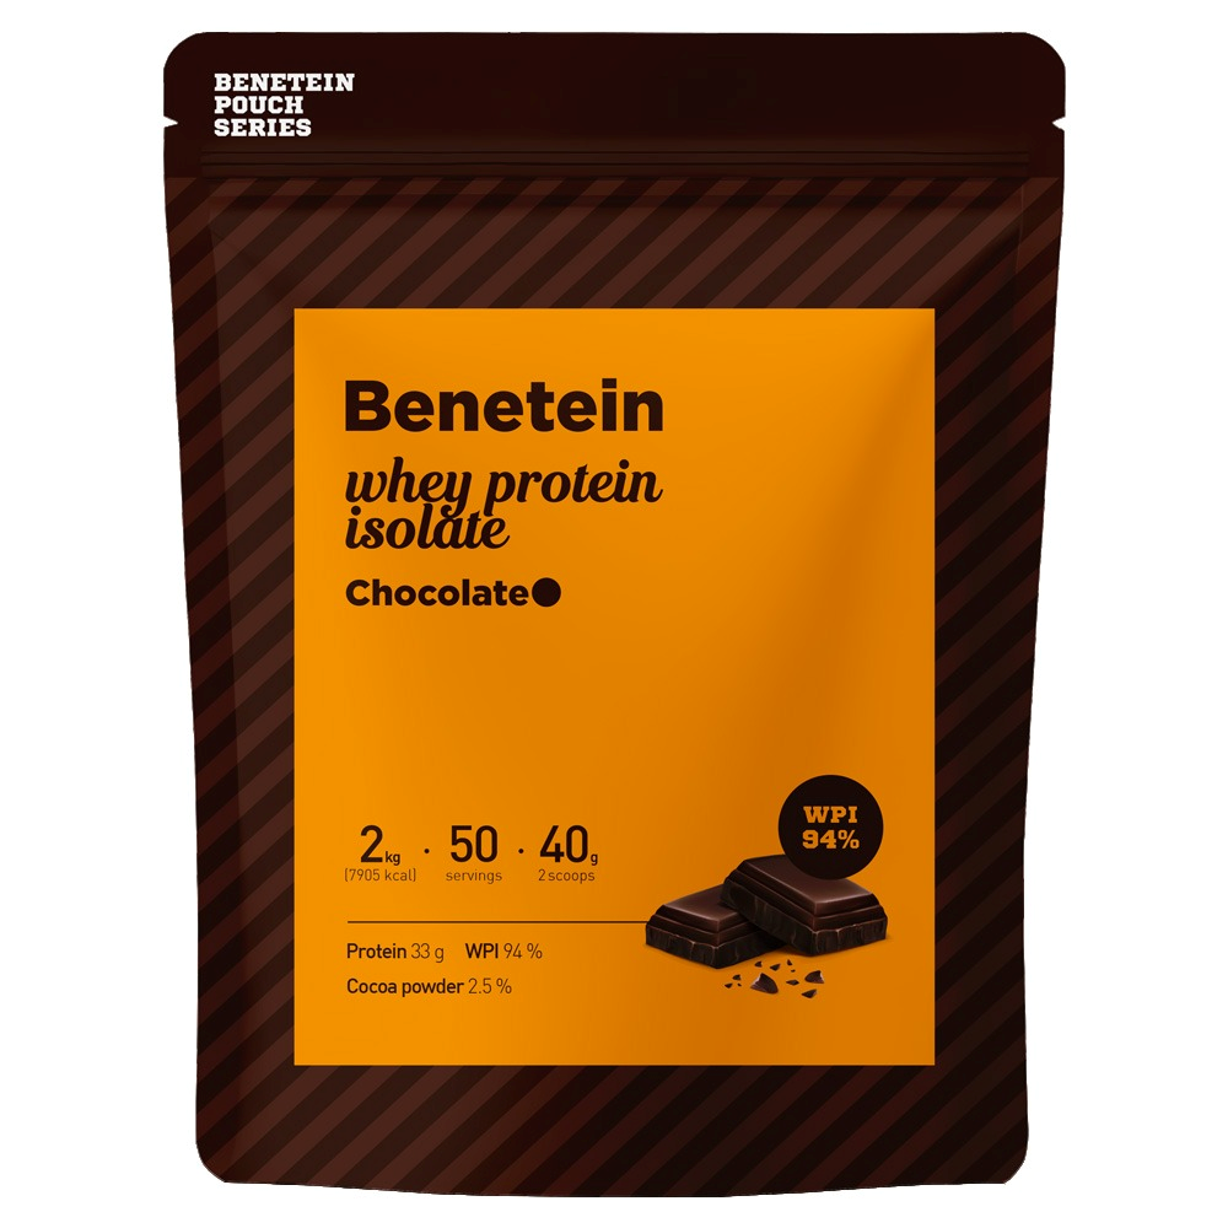 BENETEIN
POUCH
SERIES
Benetein
whey protein
isolate
Chocolate
2kg · 50 · 40g
(7905 kcal) servings 2 scoops
WPI
94%
Protein 33 g WPI 94 %
Cocoa powder 2.5 %